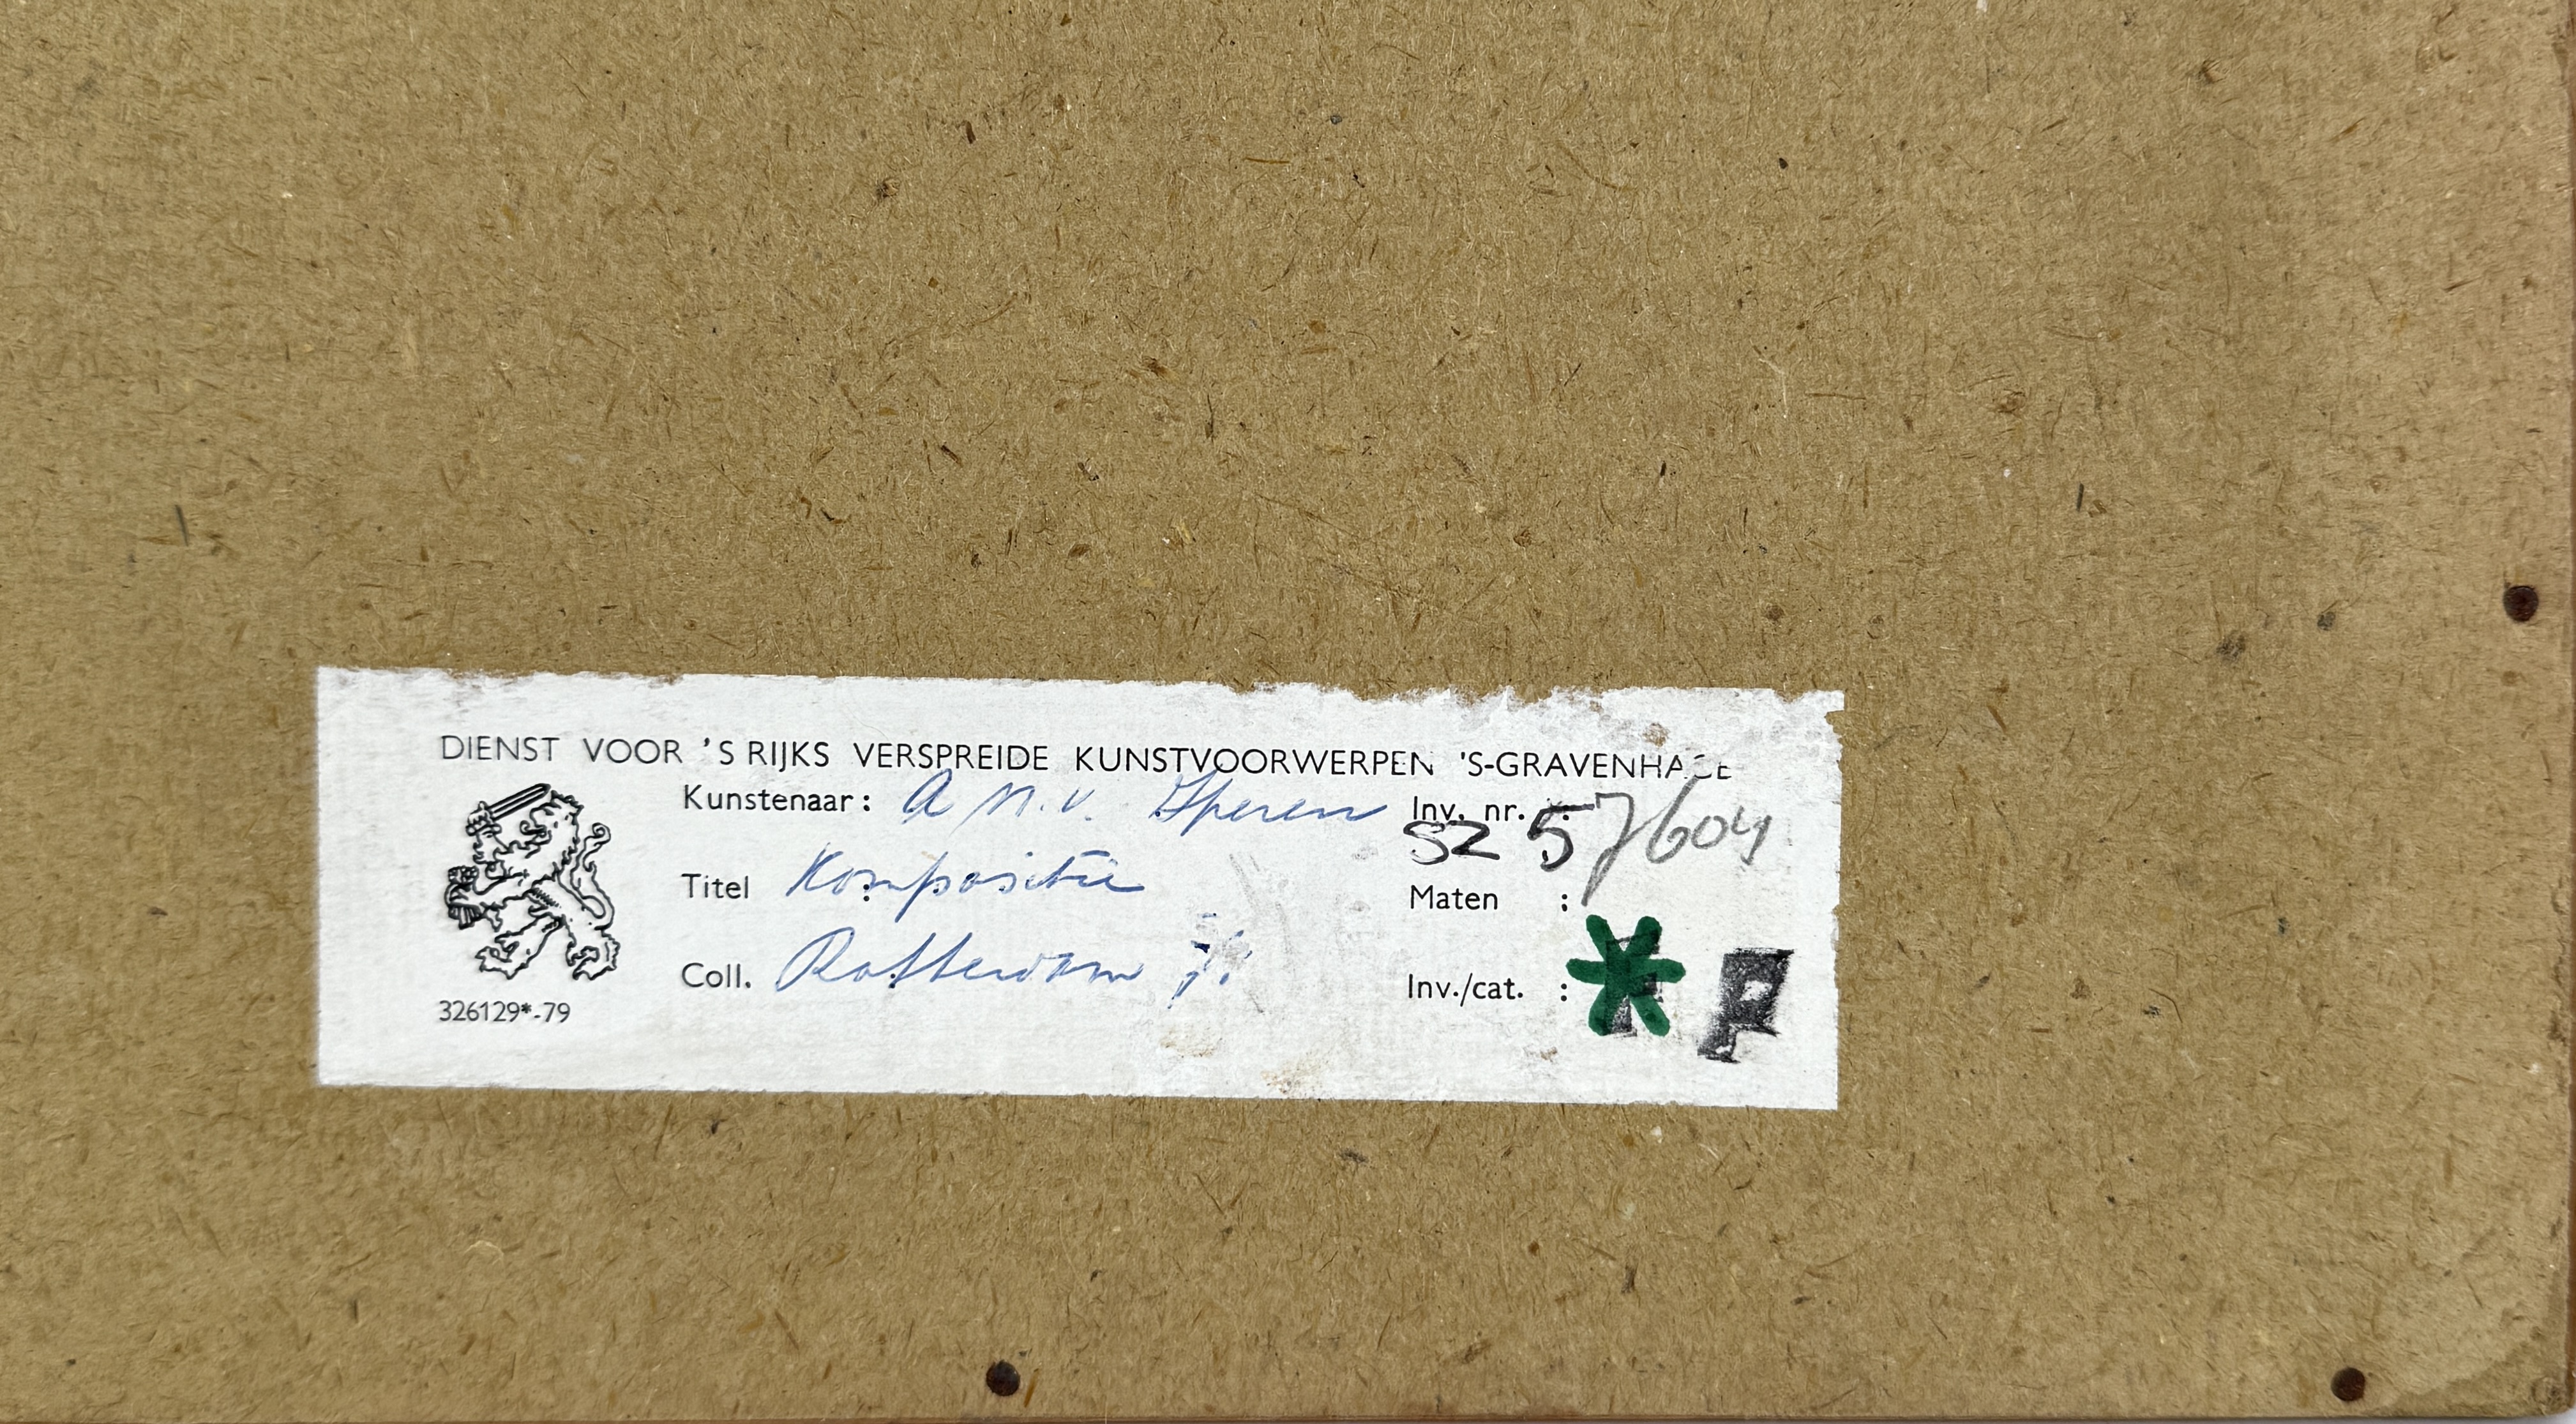 DIENST VOOR 'S RIJKS VERSPREIDE KUNSTVOORWERPEN 'S-GRAVENHAGE
Kunstenaar: A M. v. Iperen
Inv. nr. : SZ 57604
Titel : Kompositie
Maten :
Coll. : Rotterdam
Inv./cat. :
F
326129*-79